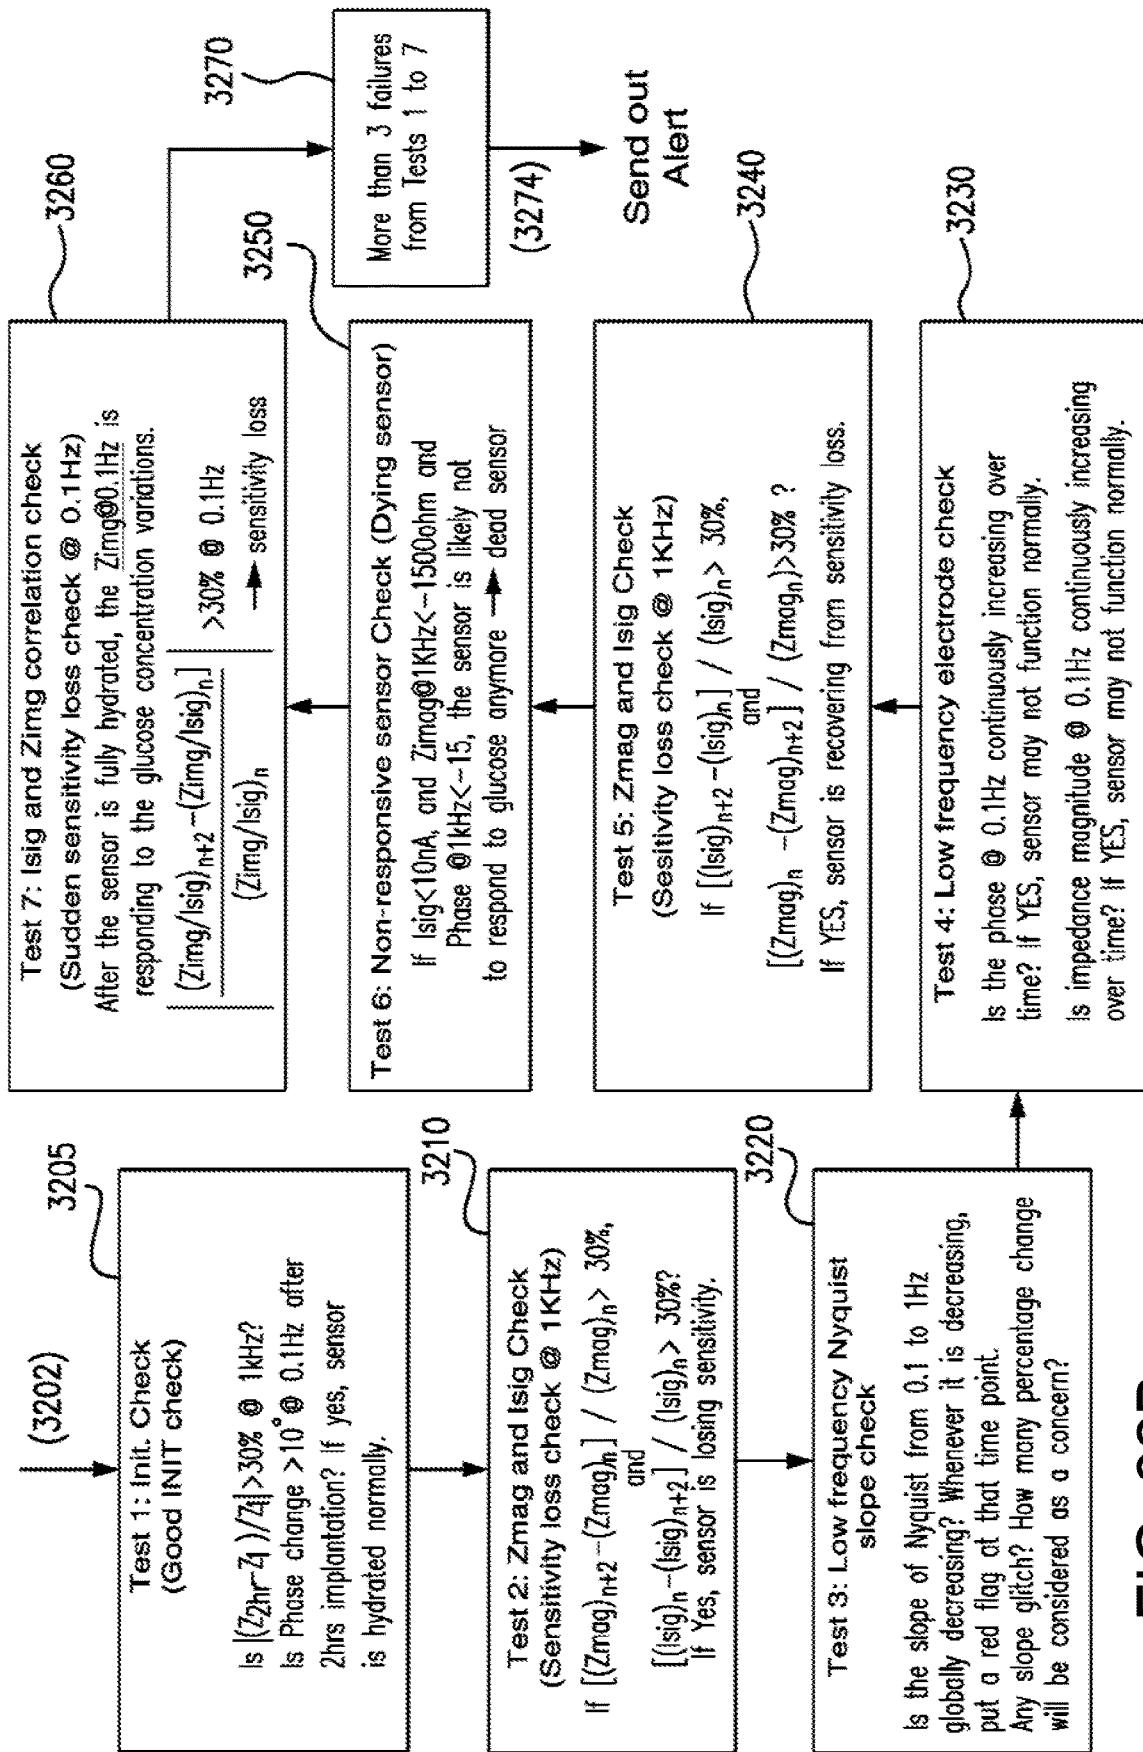 (3202)
3205
Test 1: Init. Check
(Good INIT check)
Is |(Z2hr-Z1)/Z1|>30% @ 1kHz?
Is Phase change >10° @ 0.1Hz after
2hrs implantation? If yes, sensor
is hydrated normally.
3210
Test 2: Zmag and Isig Check
(Sensitivity loss check @ 1KHz)
If [(Zmag)n+2-(Zmag)n] / (Zmag)n> 30%,
and
[(Isig)n-(Isig)n+2] / (Isig)n> 30%?
If Yes, sensor is losing sensitivity.
3220
Test 3: Low frequency Nyquist
slope check
Is the slope of Nyquist from 0.1 to 1Hz
globally decreasing? Whenever it is decreasing,
put a red flag at that time point.
Any slope glitch? How many percentage change
will be considered as a concern?
3230
Test 4: Low frequency electrode check
Is the phase @ 0.1Hz continuously increasing over
time? If YES, sensor may not function normally.
Is impedance magnitude @ 0.1Hz continuously increasing
over time? If YES, sensor may not function normally.
3240
Test 5: Zmag and Isig Check
(Sesitivity loss check @ 1KHz)
If [(Isig)n+2-(Isig)n] / (Isig)n> 30%,
and
[(Zmag)n -(Zmag)n+2] / (Zmagn)>30% ?
If YES, sensor is recovering from sensitivity loss.
3250
Test 6: Non-responsive sensor Check (Dying sensor)
If Isig<10nA, and Zimag@1KHz<-1500ohm and
Phase @1kHz<-15, the sensor is likely not
to respond to glucose anymore → dead sensor
3260
Test 7: Isig and Zimg correlation check
(Sudden sensitivity loss check @ 0.1Hz)
After the sensor is fully hydrated, the Zimg@0.1Hz is
responding to the glucose concentration variations.
|(Zimg/Isig)n+2-(Zimg/Isig)n]| >30% @ 0.1Hz
(Zimg/Isig)n → sensitivity loss
3270
More than 3 failures
from Tests 1 to 7
(3274)
Send out
Alert